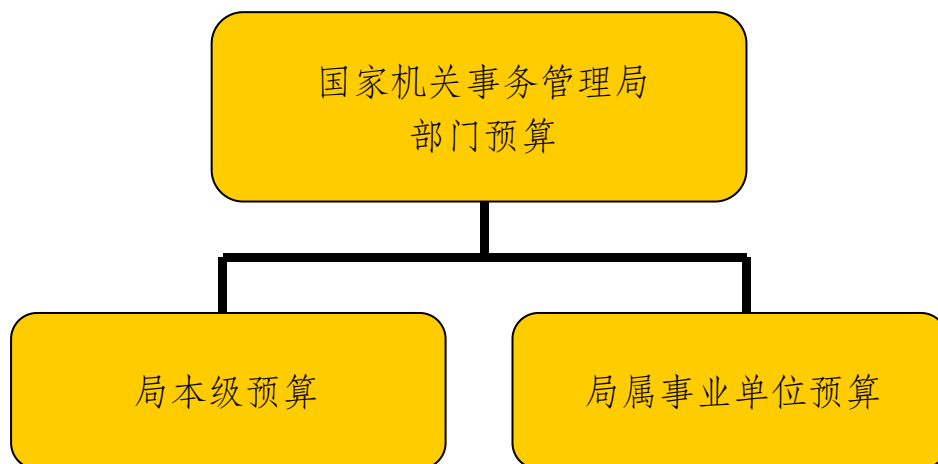 国家机关事务管理局
部门预算
局本级预算
局属事业单位预算